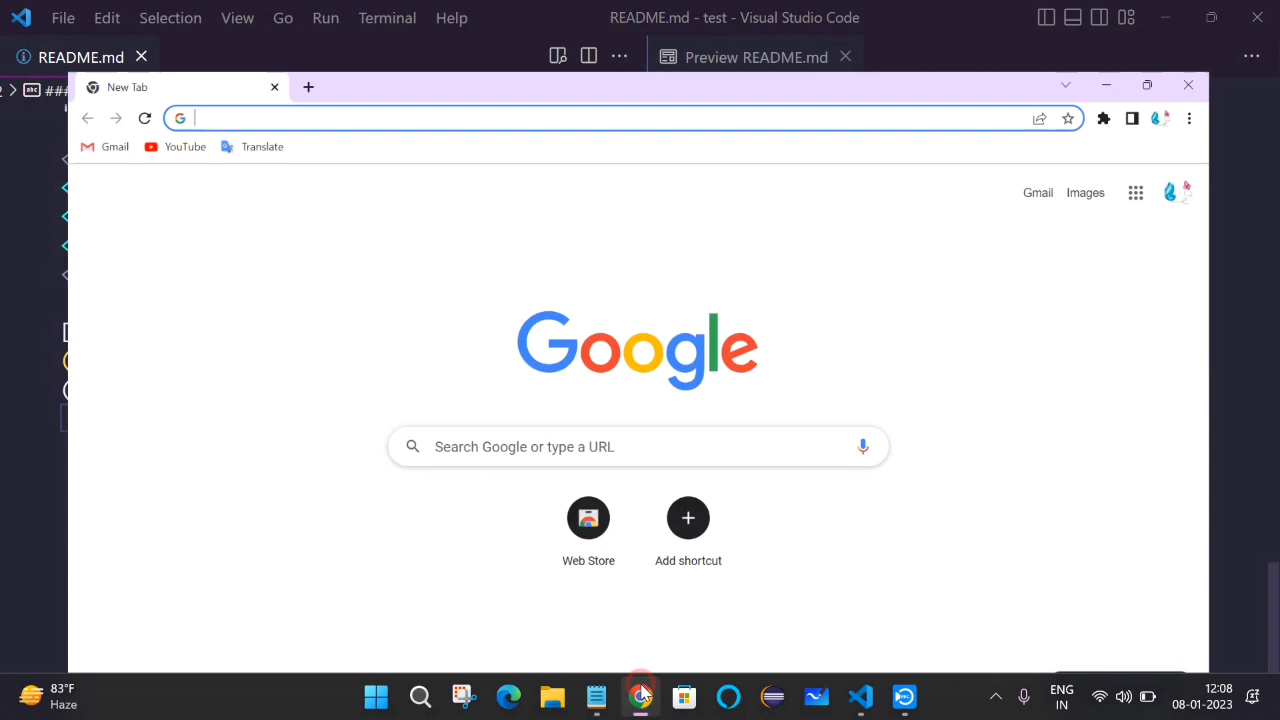 File Edit Selection View Go Run Terminal Help README.md - test - Visual Studio Code
README.md Preview README.md
2 > abc ###
New Tab
Gmail YouTube Translate
Gmail Images
Google
Search Google or type a URL
Web Store Add shortcut
83°F
Haze
ENG
IN
12:08
08-01-2023